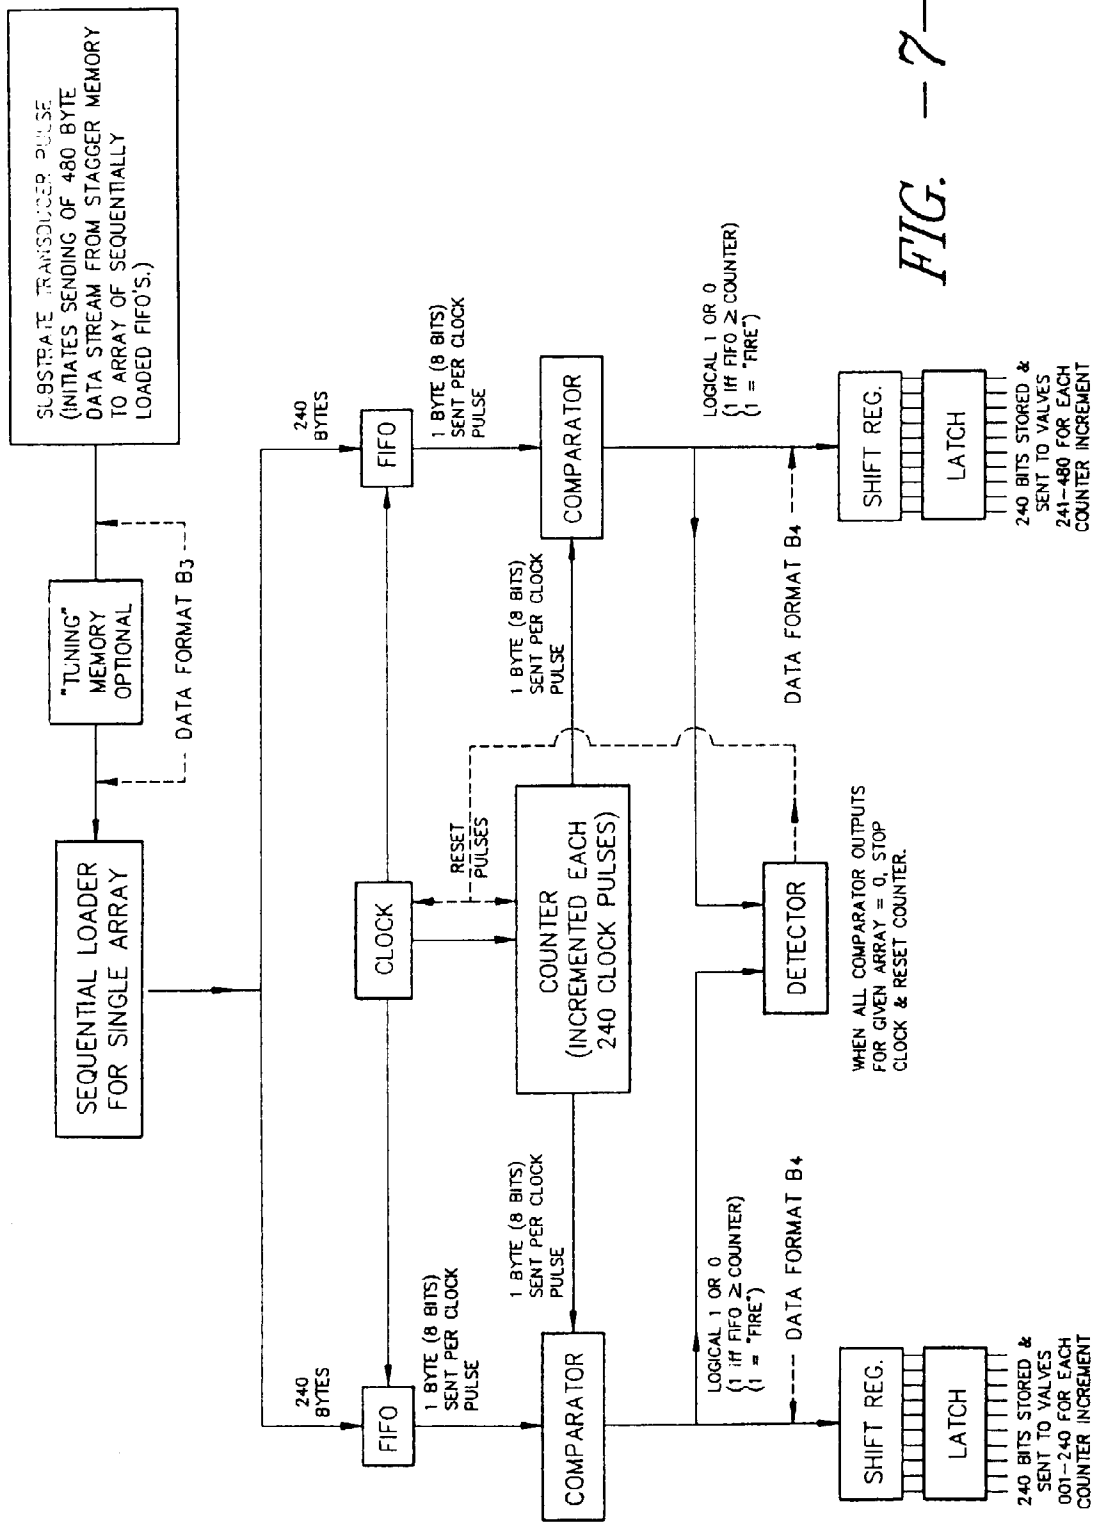 SUBSTRATE TRANSDUCER PULSE
(INITIATES SENDING OF 480 BYTE
DATA STREAM FROM STAGGER MEMORY
TO ARRAY OF SEQUENTIALLY
LOADED FIFO'S.)
"TUNING"
MEMORY
OPTIONAL
DATA FORMAT B3
SEQUENTIAL LOADER
FOR SINGLE ARRAY
240
BYTES
240
BYTES
FIFO
CLOCK
FIFO
1 BYTE (8 BITS)
SENT PER CLOCK
PULSE
RESET
PULSES
1 BYTE (8 BITS)
SENT PER CLOCK
PULSE
COMPARATOR
1 BYTE (8 BITS)
SENT PER CLOCK
PULSE
COUNTER
(INCREMENTED EACH
240 CLOCK PULSES)
1 BYTE (8 BITS)
SENT PER CLOCK
PULSE
COMPARATOR
LOGICAL 1 OR 0
(1 iff FIFO ≥ COUNTER)
(1 = "FIRE")
LOGICAL 1 OR 0
(1 iff FIFO ≥ COUNTER)
(1 = "FIRE")
DATA FORMAT B4
DETECTOR
DATA FORMAT B4
WHEN ALL COMPARATOR OUTPUTS
FOR GIVEN ARRAY = 0, STOP
CLOCK & RESET COUNTER.
SHIFT REG.
LATCH
240 BITS STORED &
SENT TO VALVES
001-240 FOR EACH
COUNTER INCREMENT
SHIFT REG.
LATCH
240 BITS STORED &
SENT TO VALVES
241-480 FOR EACH
COUNTER INCREMENT
FIG. -7-